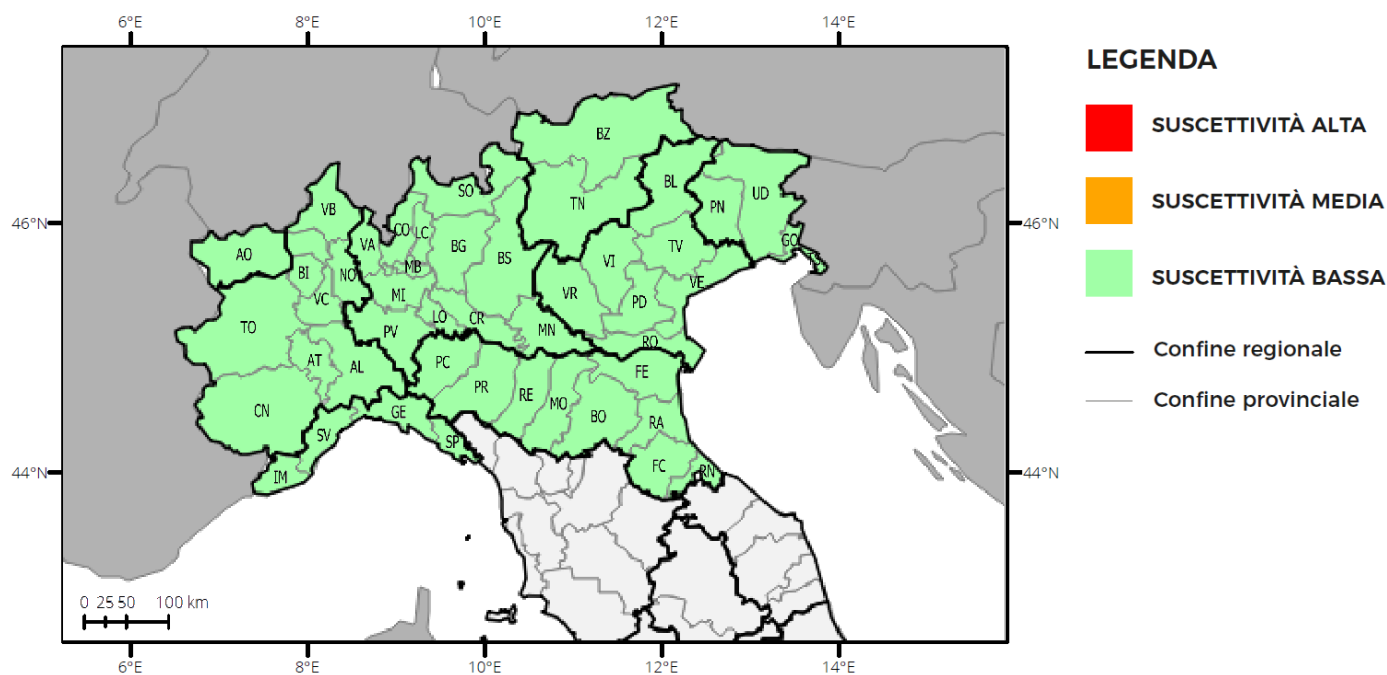 6°E 8°E 10°E 12°E 14°E
LEGENDA
SUSCETTIVITÀ ALTA
SUSCETTIVITÀ MEDIA
SUSCETTIVITÀ BASSA
Confine regionale
Confine provinciale
46°N
46°N
44°N
44°N
BZ
SO
TN
BL
UD
PN
VB
CO
LC
VA
GO
AO
BG
BS
TV
VI
BI
NO
MB
VE
VC
MI
VR
PD
TO
PV
LO
CR
MN
RO
AT
AL
PC
PR
RE
FE
MO
BO
CN
GE
RA
SV
SP
FC
RN
IM
0 25 50 100 km
6°E 8°E 10°E 12°E 14°E